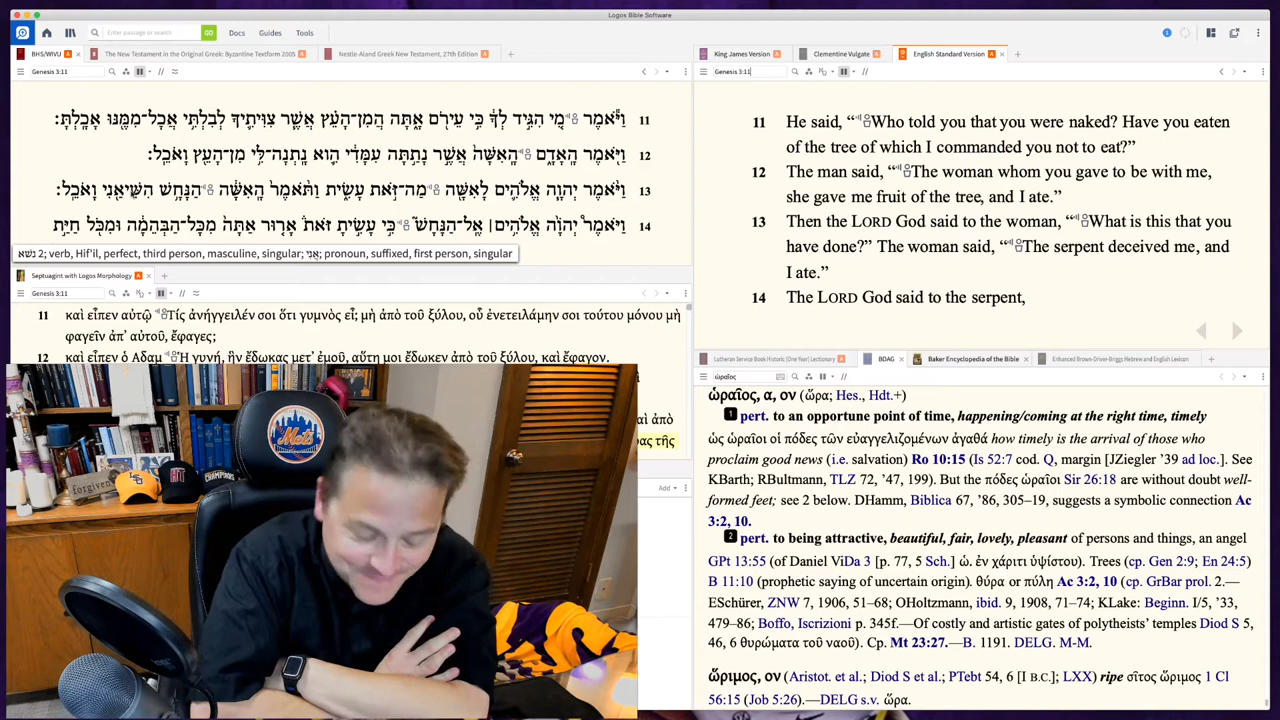 Logos Bible Software
Enter passage or search
GO
Docs
Guides
Tools
BHS/WIVU A
The New Testament in the Original Greek: Byzantine Textform 2005 A
Nestle-Aland Greek New Testament, 27th Edition A
Genesis 3:11
11 וַיֹּ֕אמֶר מִ֚י הִגִּ֣יד לְךָ֔ כִּ֥י עֵירֹ֖ם אָ֑תָּה הֲמִן־הָעֵ֗ץ אֲשֶׁ֧ר צִוִּיתִ֛יךָ לְבִלְתִּ֥י אֲכָל־מִמֶּ֖נּוּ אָכָֽלְתָּ׃
12 וַיֹּ֖אמֶר הָֽאָדָ֑ם הָֽאִשָּׁה֙ אֲשֶׁ֣ר נָתַ֣תָּה עִמָּדִ֔י הִ֛וא נָֽתְנָה־לִּ֥י מִן־הָעֵ֖ץ וָאֹכֵֽל׃
13 וַיֹּ֨אמֶר יְהוָ֧ה אֱלֹהִ֛ים לָאִשָּׁ֖ה מַה־זֹּ֣את עָשִׂ֑ית וַתֹּ֙אמֶר֙ הָֽאִשָּׁ֔ה הַנָּחָ֥שׁ הִשִּׁיאַ֖נִי וָאֹכֵֽל׃
14 וַיֹּאמֶר֩ יְהוָ֨ה אֱלֹהִ֥ים ׀ אֶֽל־הַנָּחָשׁ֮ כִּ֣י עָשִׂ֣יתָ זֹּאת֒ אָר֤וּר אַתָּה֙ מִכָּל־הַבְּהֵמָ֔ה וּמִכֹּ֖ל חַיַּ֣ת
נשׁא 2; verb, Hif'il, perfect, third person, masculine, singular; אֲנִי; pronoun, suffixed, first person, singular
Septuagint with Logos Morphology A
Genesis 3:11
11 καὶ εἶπεν αὐτῷ Τίς ἀνήγγειλέν σοι ὅτι γυμνὸς εἶ; μὴ ἀπὸ τοῦ ξύλου, οὗ ἐνετειλάμην σοι τούτου μόνου μὴ
φαγεῖν ἀπ᾽ αὐτοῦ, ἔφαγες;
12 καὶ εἶπεν ὁ Αδαμ Ἡ γυνή, ἣν ἔδωκας μετ᾽ ἐμοῦ, αὕτη μοι ἔδωκεν ἀπὸ τοῦ ξύλου, καὶ ἔφαγον.
ἀπὸ
τῆς
Add
forgiven
HT
CHAMPIONS
Mets
King James Version A
Clementine Vulgate A
English Standard Version A
Genesis 3:11
11 He said, “Who told you that you were naked? Have you eaten
of the tree of which I commanded you not to eat?”
12 The man said, “The woman whom you gave to be with me,
she gave me fruit of the tree, and I ate.”
13 Then the LORD God said to the woman, “What is this that you
have done?” The woman said, “The serpent deceived me, and
I ate.”
14 The LORD God said to the serpent,
Lutheran Service Book Historic (One Year) Lectionary A
BDAG
Baker Encyclopedia of the Bible
Enhanced Brown-Driver-Briggs Hebrew and English Lexicon
ὡραῖος
ὡραῖος, α, ον (ὥρα; Hes., Hdt.+)
1 pert. to an opportune point of time, happening/coming at the right time, timely
ὡς ὡραῖοι οἱ πόδες τῶν εὐαγγελιζομένων ἀγαθά how timely is the arrival of those who
proclaim good news (i.e. salvation) Ro 10:15 (Is 52:7 cod. Q, margin [JZiegler ’39 ad loc.]. See
KBarth; RBultmann, TLZ 72, ’47, 199). But the πόδες ὡραῖοι Sir 26:18 are without doubt well-
formed feet; see 2 below. DHamm, Biblica 67, ’86, 305–19, suggests a symbolic connection Ac
3:2, 10.
2 pert. to being attractive, beautiful, fair, lovely, pleasant of persons and things, an angel
GPt 13:55 (of Daniel ViDa 3 [p. 77, 5 Sch.] ὡ. ἐν χάριτι ὑψίστου). Trees (cp. Gen 2:9; En 24:5)
B 11:10 (prophetic saying of uncertain origin). θύρα or πύλη Ac 3:2, 10 (cp. GrBar prol. 2.—
ESchürer, ZNW 7, 1906, 51–68; OHoltzmann, ibid. 9, 1908, 71–74; KLake: Beginn. I/5, ’33,
479–86; Boffo, Iscrizioni p. 345f.—Of costly and artistic gates of polytheists’ temples Diod S 5,
46, 6 θυρώματα τοῦ ναοῦ). Cp. Mt 23:27.—B. 1191. DELG. M-M.
ὥριμος, ον (Aristot. et al.; Diod S et al.; PTebt 54, 6 [I B.C.]; LXX) ripe σῖτος ὥριμος 1 Cl
56:15 (Job 5:26).—DELG s.v. ὥρα.